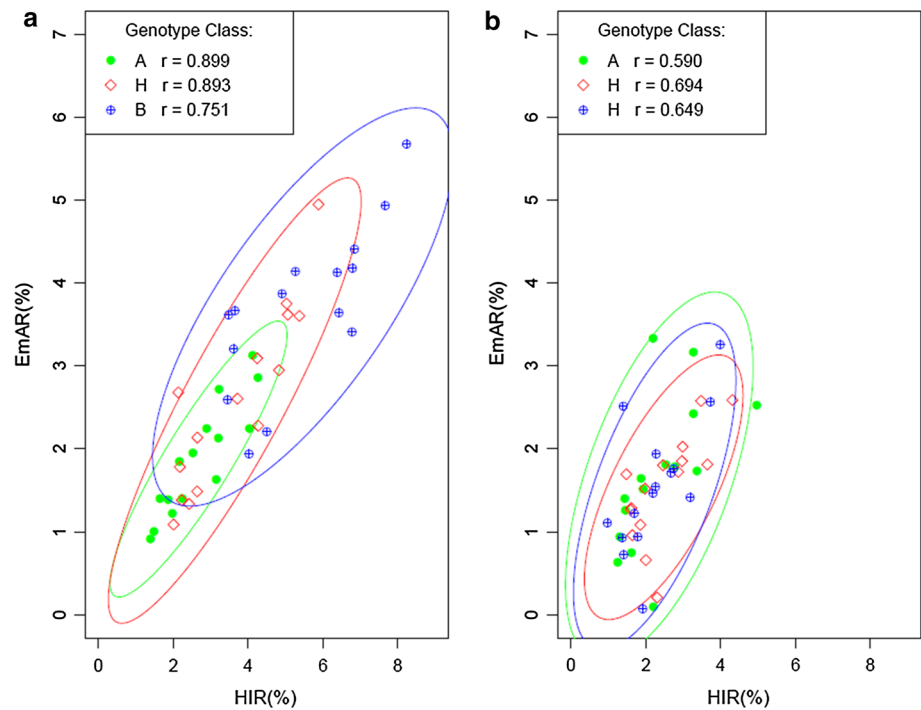 a
Genotype Class:
A r = 0.899
H r = 0.893
B r = 0.751
EmAR(%)
7
6
5
4
3
2
1
0
0 2 4 6 8
HIR(%)
b
Genotype Class:
A r = 0.590
H r = 0.694
H r = 0.649
EmAR(%)
7
6
5
4
3
2
1
0
0 2 4 6 8
HIR(%)